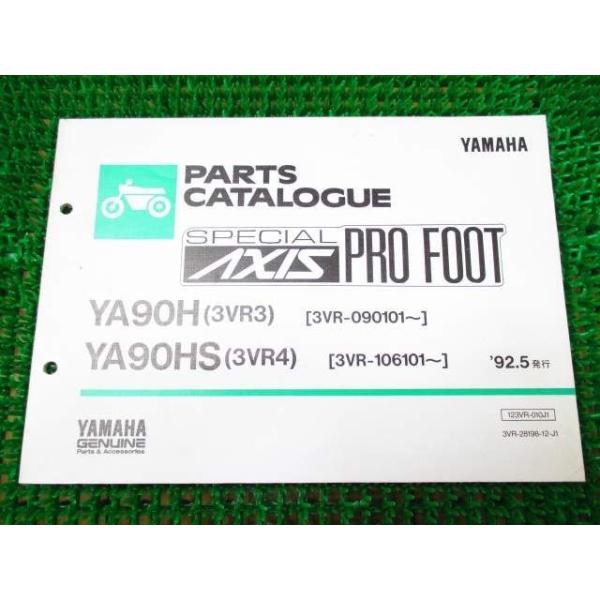 YAMAHA
PARTS
CATALOGUE
SPECIAL
AXIS PRO FOOT
YA90H (3VR3) [3VR-090101～]
YA90HS (3VR4) [3VR-106101～] '92.5 発行
YAMAHA
GENUINE
Parts & Accessories
123VR-010J1
3VR-28198-12-J1